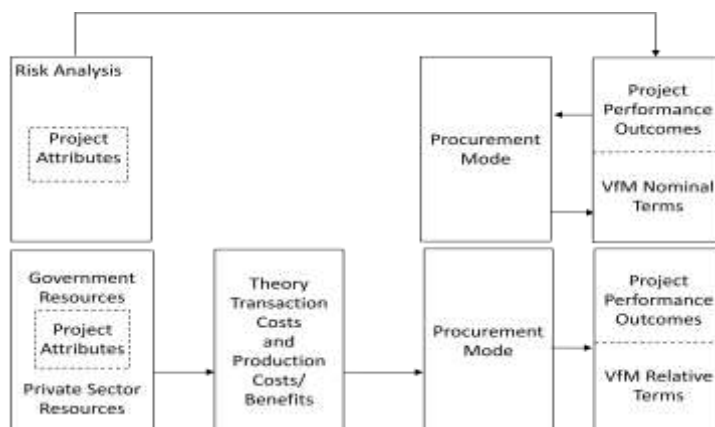 Risk Analysis
Project
Attributes
Procurement
Mode
Project
Performance
Outcomes
VfM Nominal
Terms
Government
Resources
Project
Attributes
Private Sector
Resources
Theory
Transaction
Costs
and
Production
Costs/
Benefits
Procurement
Mode
Project
Performance
Outcomes
VfM Relative
Terms